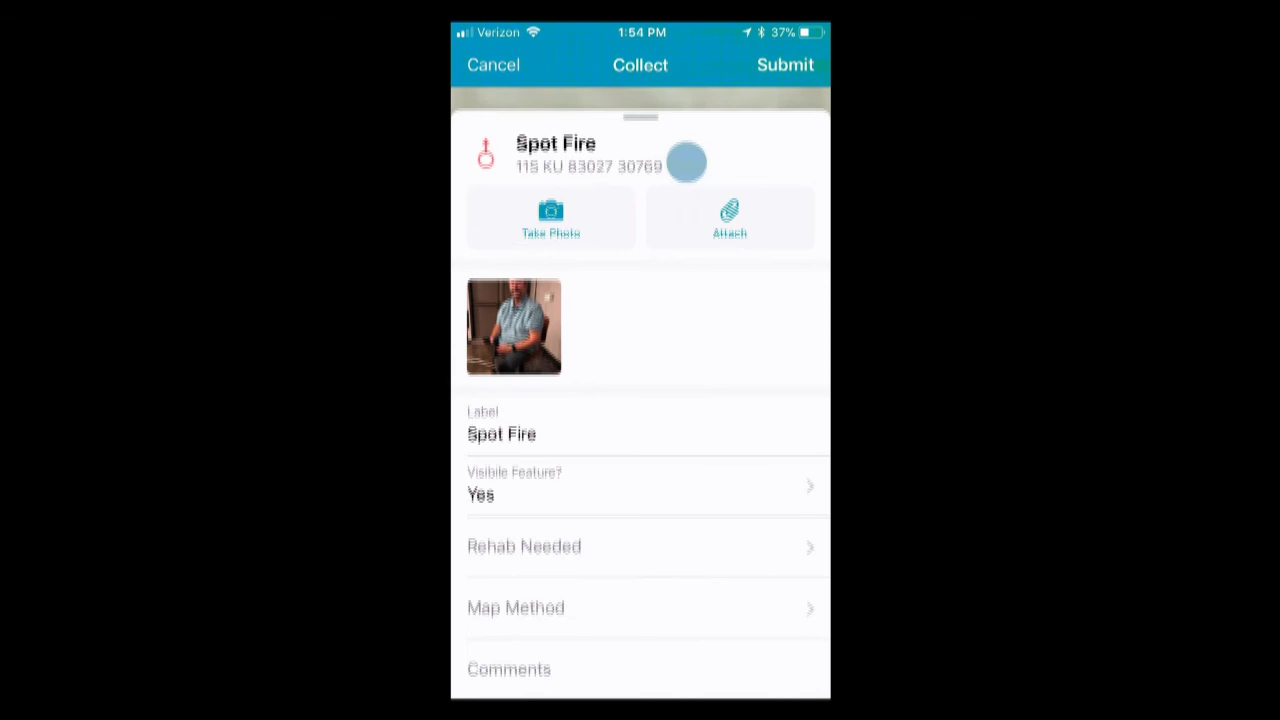 Verizon 1:54 PM 37%
Cancel Collect Submit
Spot Fire
11S KU 83027 30769
Take Photo Attach
Label
Spot Fire
Visibile Feature?
Yes
Rehab Needed
Map Method
Comments